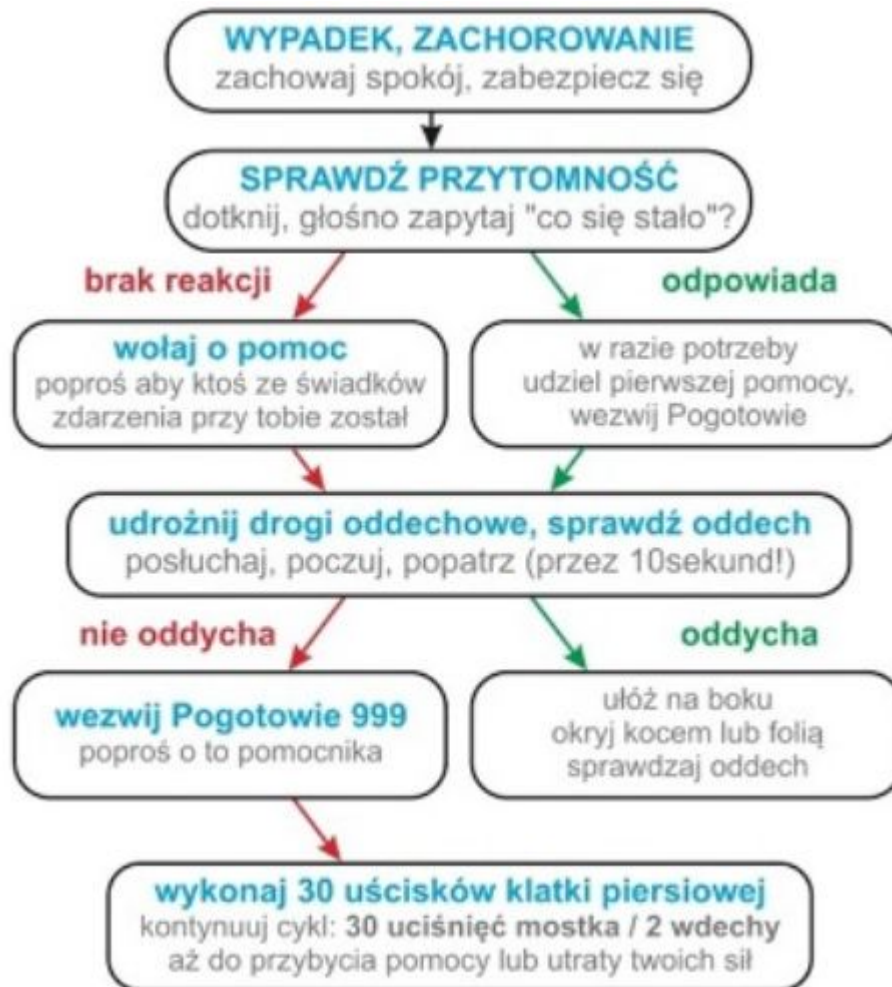 WYPADEK, ZACHOROWANIE
zachowaj spokój, zabezpiecz się
SPRAWDŹ PRZYTOMNOŚĆ
dotknij, głośno zapytaj "co się stało"?
brak reakcji
odpowiada
wołaj o pomoc
poproś aby ktoś ze świadków
zdarzenia przy tobie został
w razie potrzeby
udziel pierwszej pomocy,
wezwij Pogotowie
udrożnij drogi oddechowe, sprawdź oddech
posłuchaj, poczuj, popatrz (przez 10sekund!)
nie oddycha
oddycha
wezwij Pogotowie 999
poproś o to pomocnika
ułóż na boku
okryj kocem lub folią
sprawdzaj oddech
wykonaj 30 uścisków klatki piersiowej
kontynuuj cykl: 30 uciśnięć mostka / 2 wdechy
aż do przybycia pomocy lub utraty twoich sił